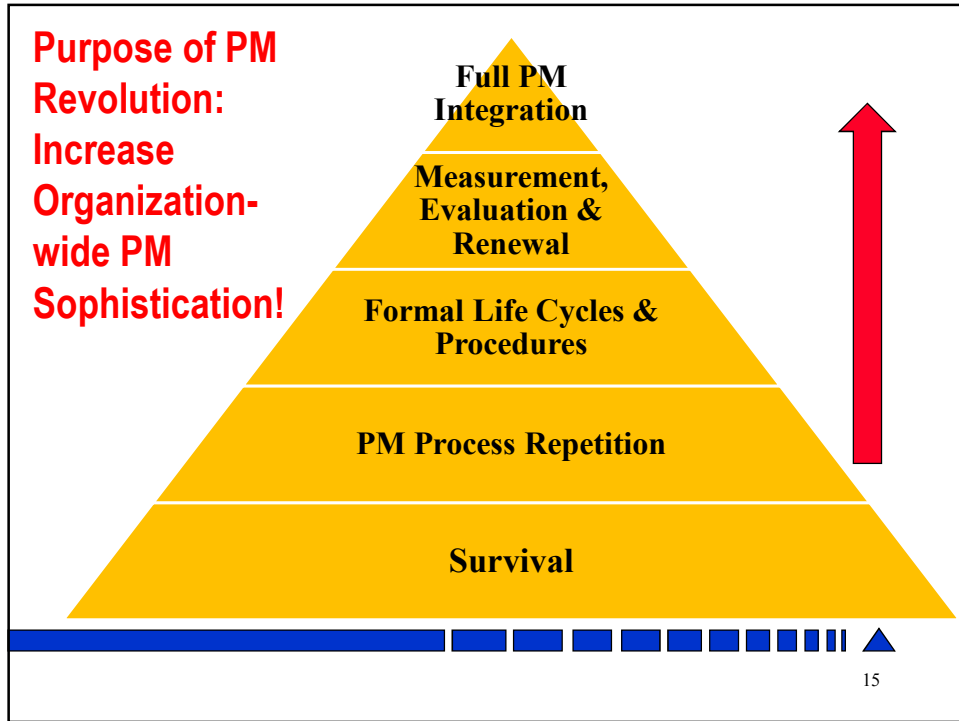 Purpose of PM
Revolution:
Increase
Organization-
wide PM
Sophistication!
Full PM
Integration
Measurement,
Evaluation &
Renewal
Formal Life Cycles &
Procedures
PM Process Repetition
Survival
15